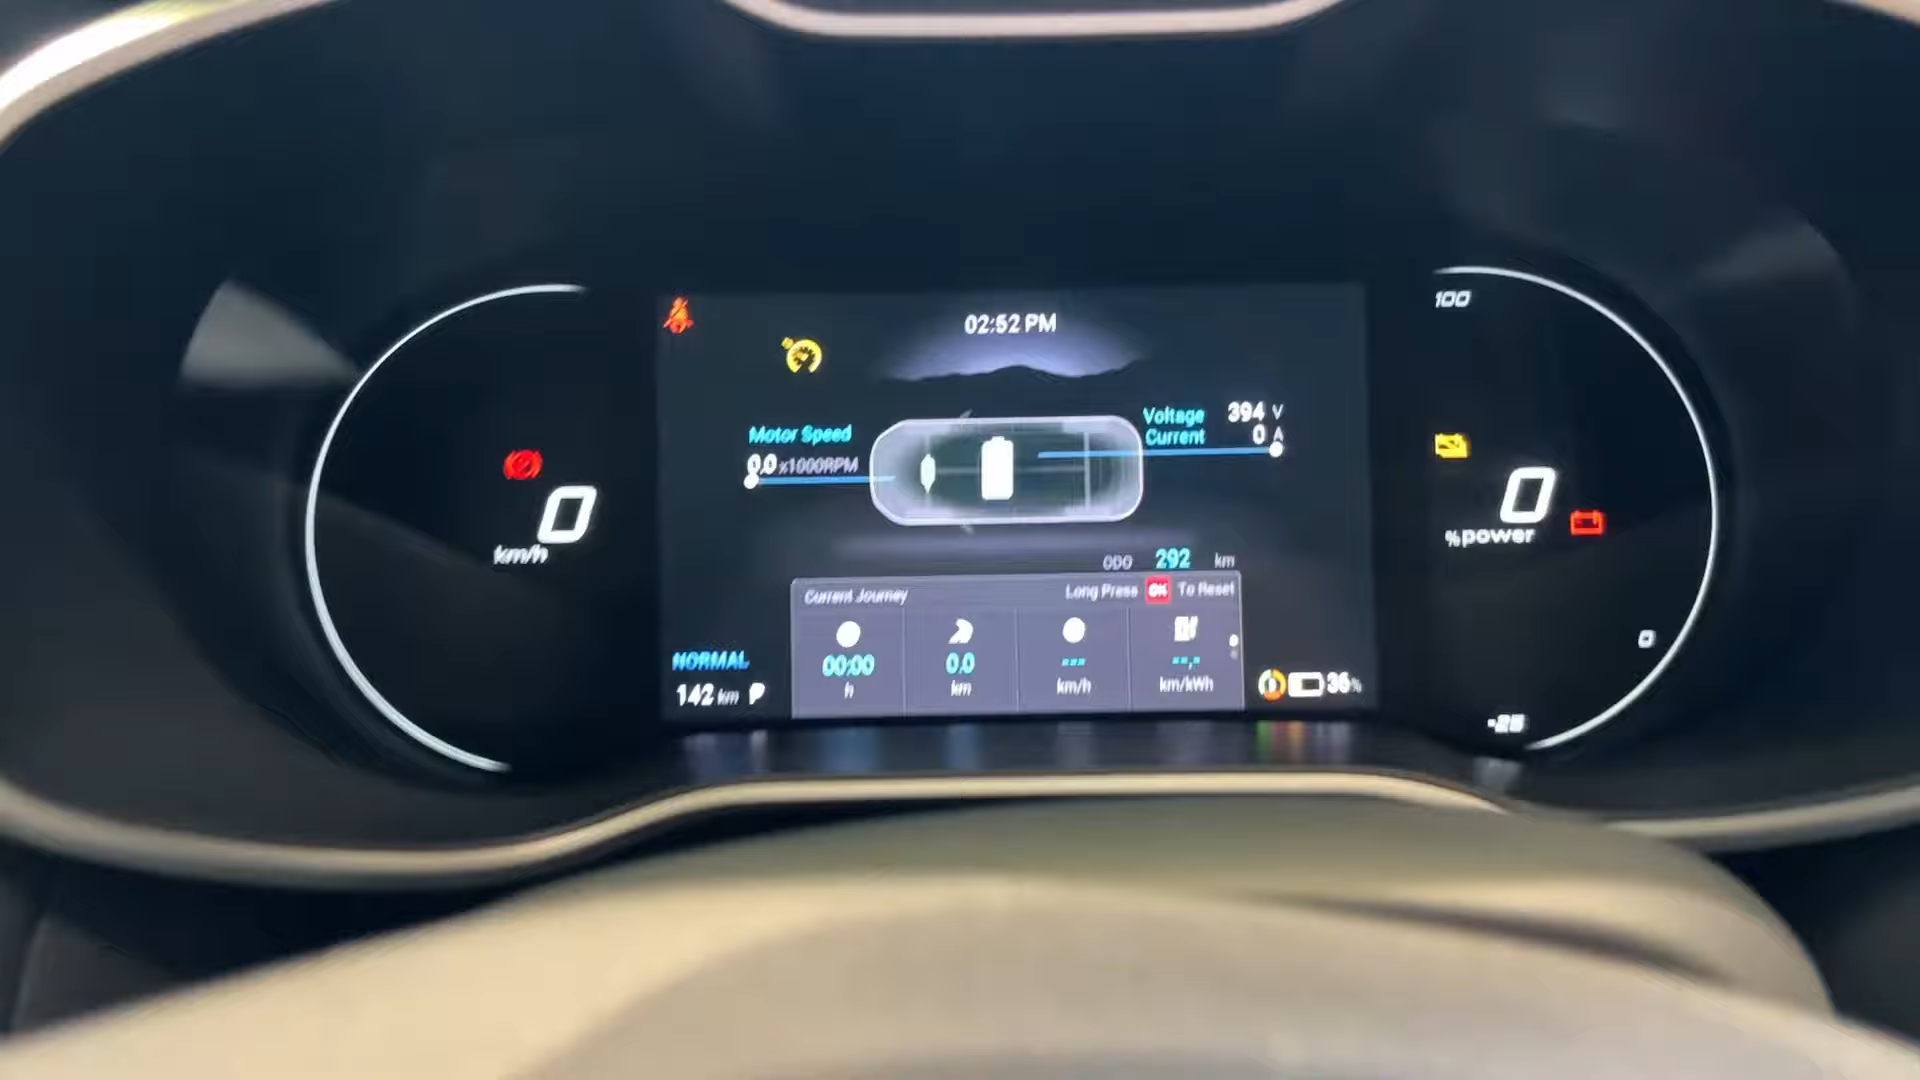 02:52 PM
100
Voltage 394 V
Current 0 A
Motor Speed
0.0 x1000RPM
0
km/h
0
%power
ODO 292 km
Current Journey Long Press OK To Reset
00:00 0.0 --- --.-
h km km/h km/kWh
NORMAL
142 km P
36%
0
-25